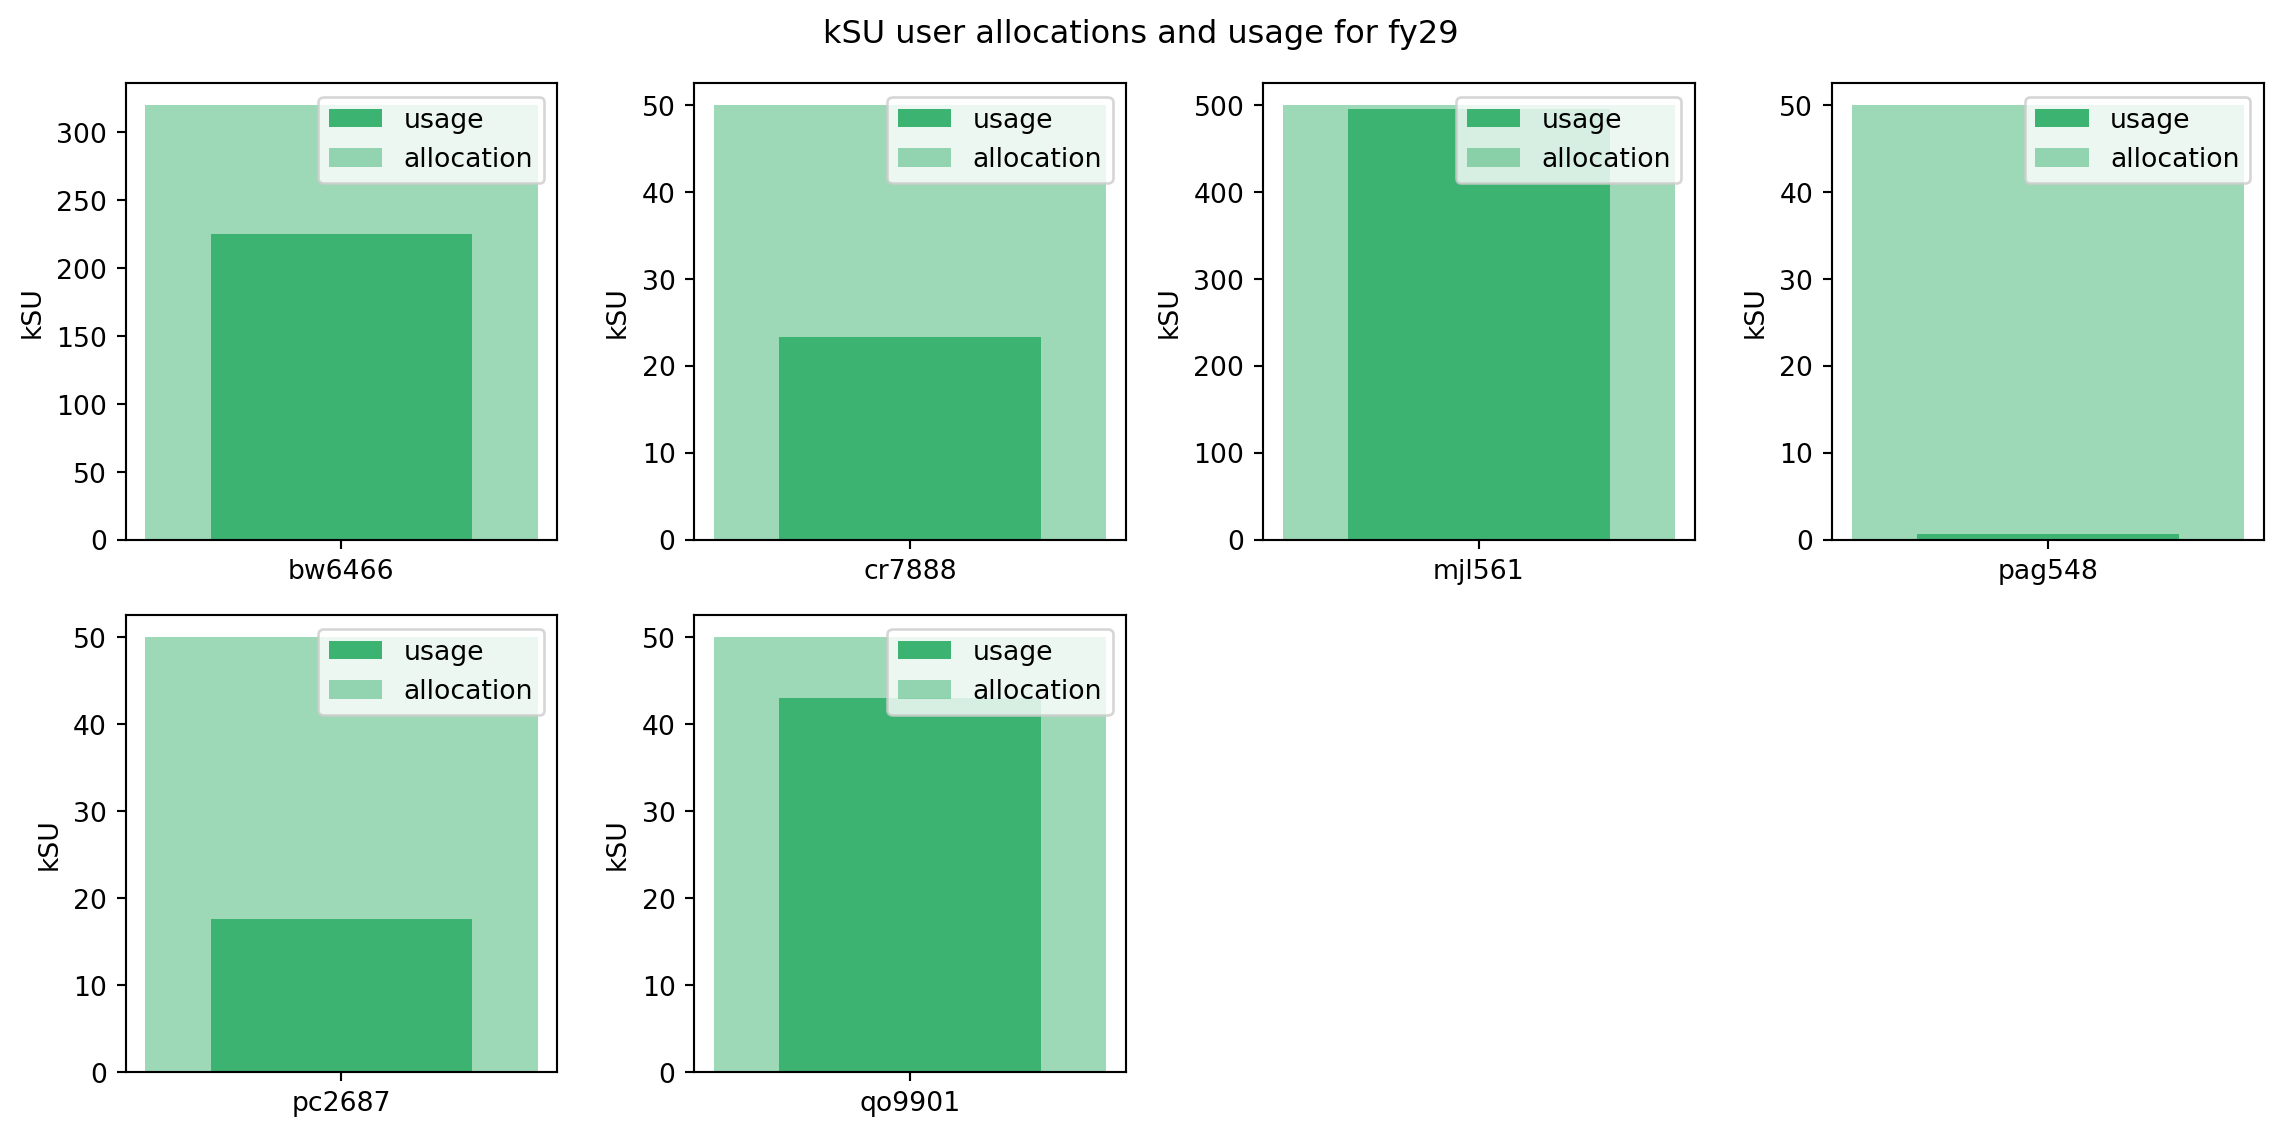 kSU user allocations and usage for fy29
kSU
300
250
200
150
100
50
0
usage
allocation
bw6466
kSU
50
40
30
20
10
0
usage
allocation
cr7888
kSU
500
400
300
200
100
0
usage
allocation
mjl561
kSU
50
40
30
20
10
0
usage
allocation
pag548
kSU
50
40
30
20
10
0
usage
allocation
pc2687
kSU
50
40
30
20
10
0
usage
allocation
qo9901